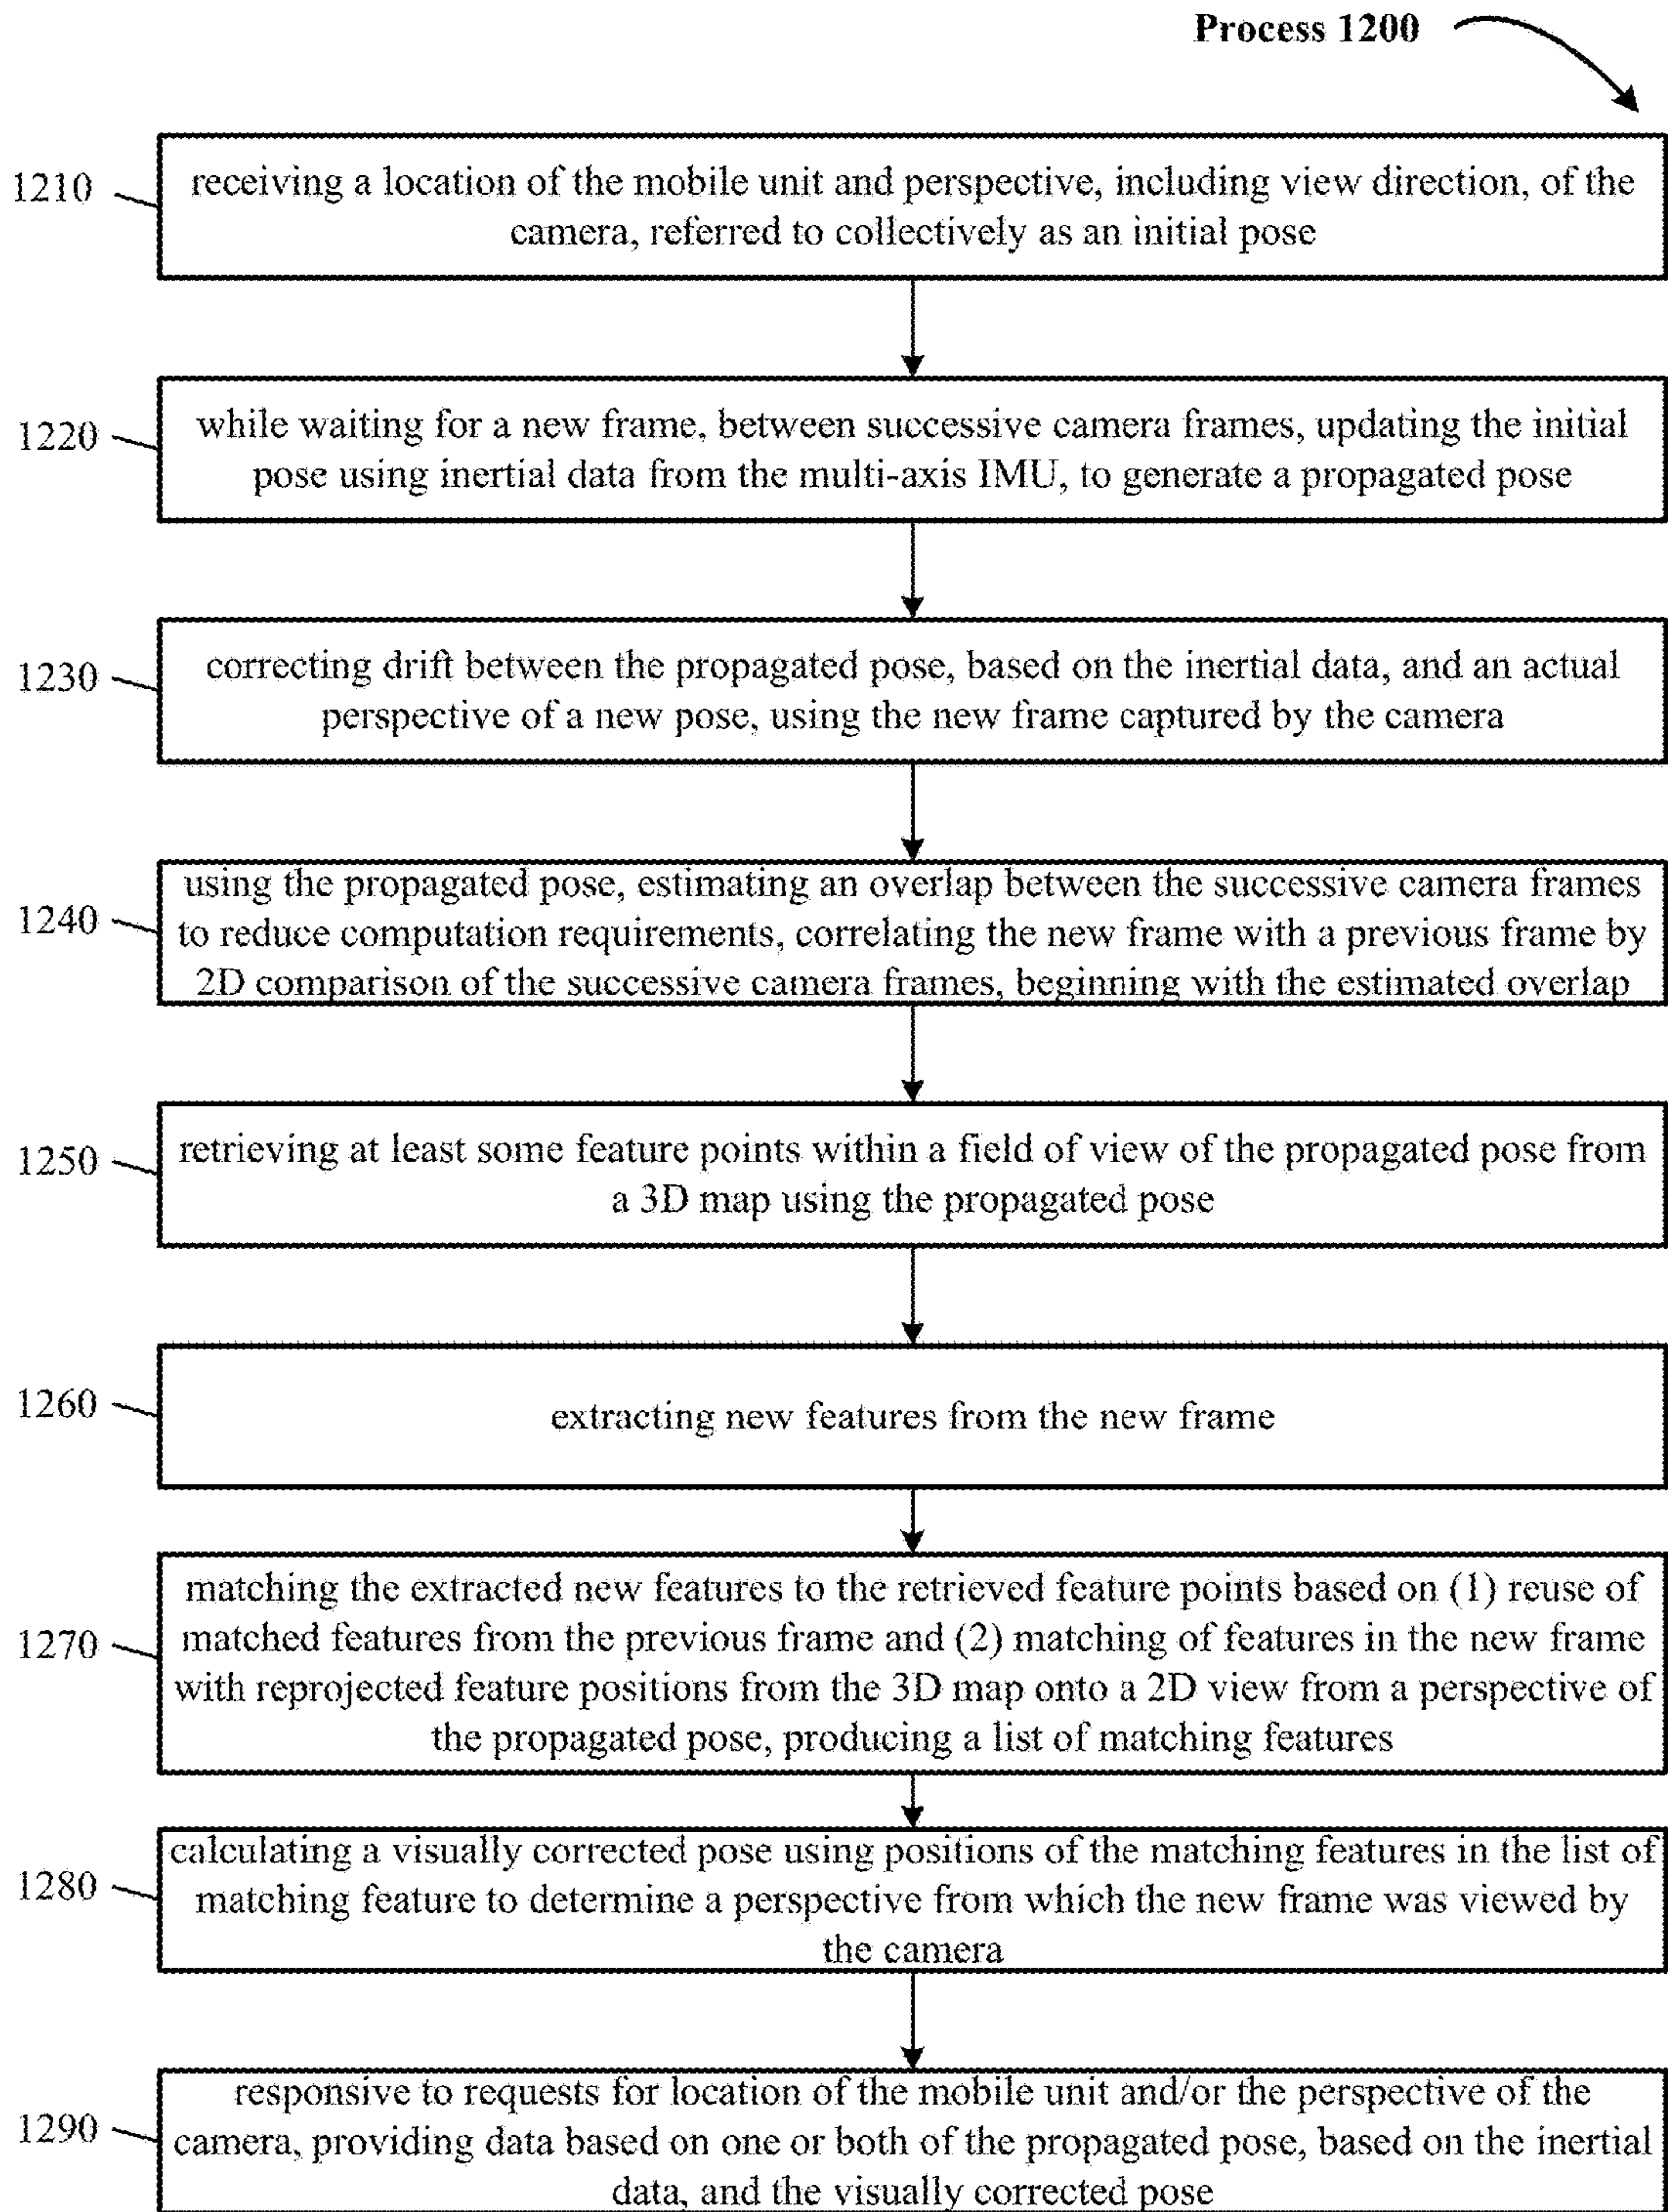 Process 1200
1210
receiving a location of the mobile unit and perspective, including view direction, of the
camera, referred to collectively as an initial pose
1220
while waiting for a new frame, between successive camera frames, updating the initial
pose using inertial data from the multi-axis IMU, to generate a propagated pose
1230
correcting drift between the propagated pose, based on the inertial data, and an actual
perspective of a new pose, using the new frame captured by the camera
1240
using the propagated pose, estimating an overlap between the successive camera frames
to reduce computation requirements, correlating the new frame with a previous frame by
2D comparison of the successive camera frames, beginning with the estimated overlap
1250
retrieving at least some feature points within a field of view of the propagated pose from
a 3D map using the propagated pose
1260
extracting new features from the new frame
1270
matching the extracted new features to the retrieved feature points based on (1) reuse of
matched features from the previous frame and (2) matching of features in the new frame
with reprojected feature positions from the 3D map onto a 2D view from a perspective of
the propagated pose, producing a list of matching features
1280
calculating a visually corrected pose using positions of the matching features in the list of
matching feature to determine a perspective from which the new frame was viewed by
the camera
1290
responsive to requests for location of the mobile unit and/or the perspective of the
camera, providing data based on one or both of the propagated pose, based on the inertial
data, and the visually corrected pose